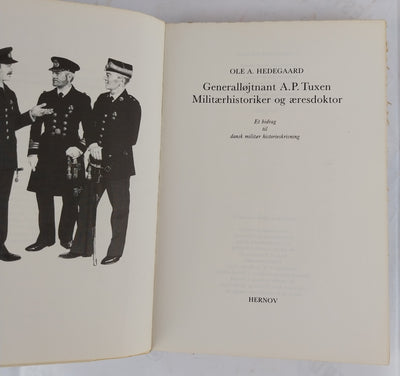 OLE A. HEDEGAARD
Generalløjtnant A.P. Tuxen
Militærhistoriker og æresdoktor
Et bidrag
til
dansk militær historieskrivning
HERNOV